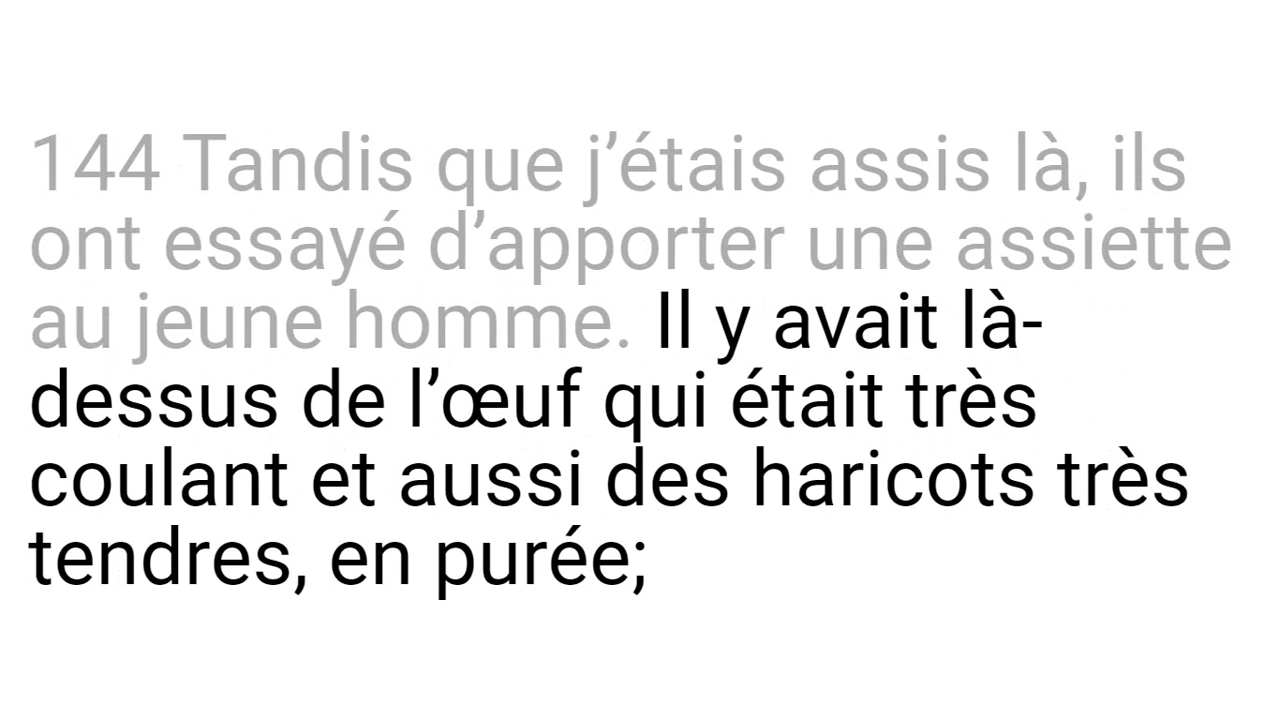 144 Tandis que j’étais assis là, ils
ont essayé d’apporter une assiette
au jeune homme. Il y avait là-
dessus de l’œuf qui était très
coulant et aussi des haricots très
tendres, en purée;